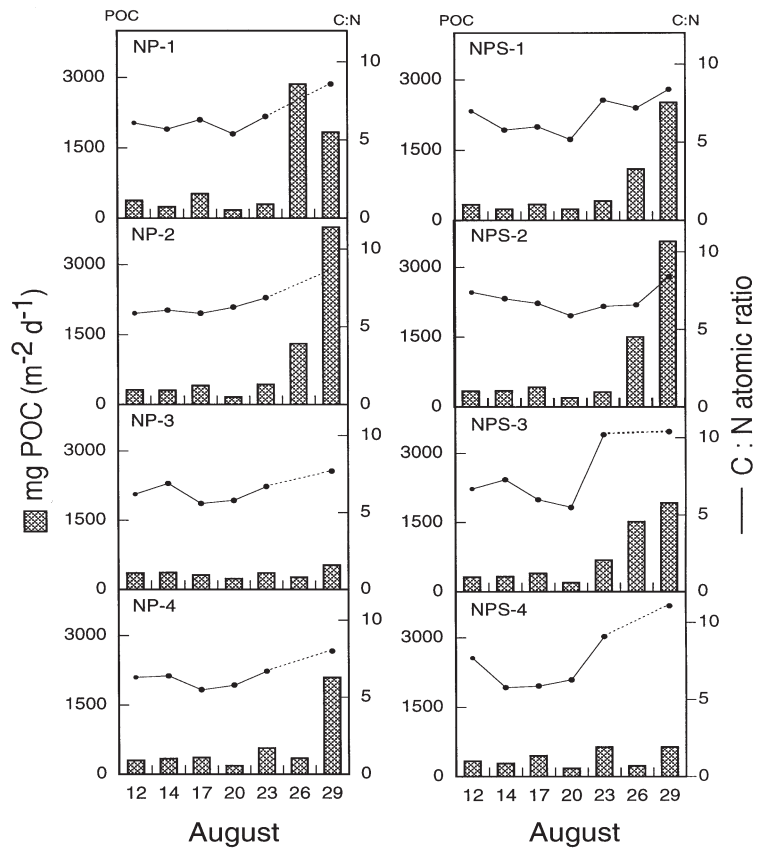 POC C:N POC C:N
NP-1 NPS-1
10 10
3000 3000
1500 5 1500 5
0 0 0 0
NP-2 NPS-2
10 10
3000 3000
1500 5 1500 5
0 0 0 0
NP-3 NPS-3
10 10
3000 3000
1500 5 1500 5
0 0 0 0
NP-4 NPS-4
10 10
3000 3000
1500 5 1500 5
0 0 0 0
12 14 17 20 23 26 29 12 14 17 20 23 26 29
August August
mg POC (m⁻² d⁻¹)
C : N atomic ratio